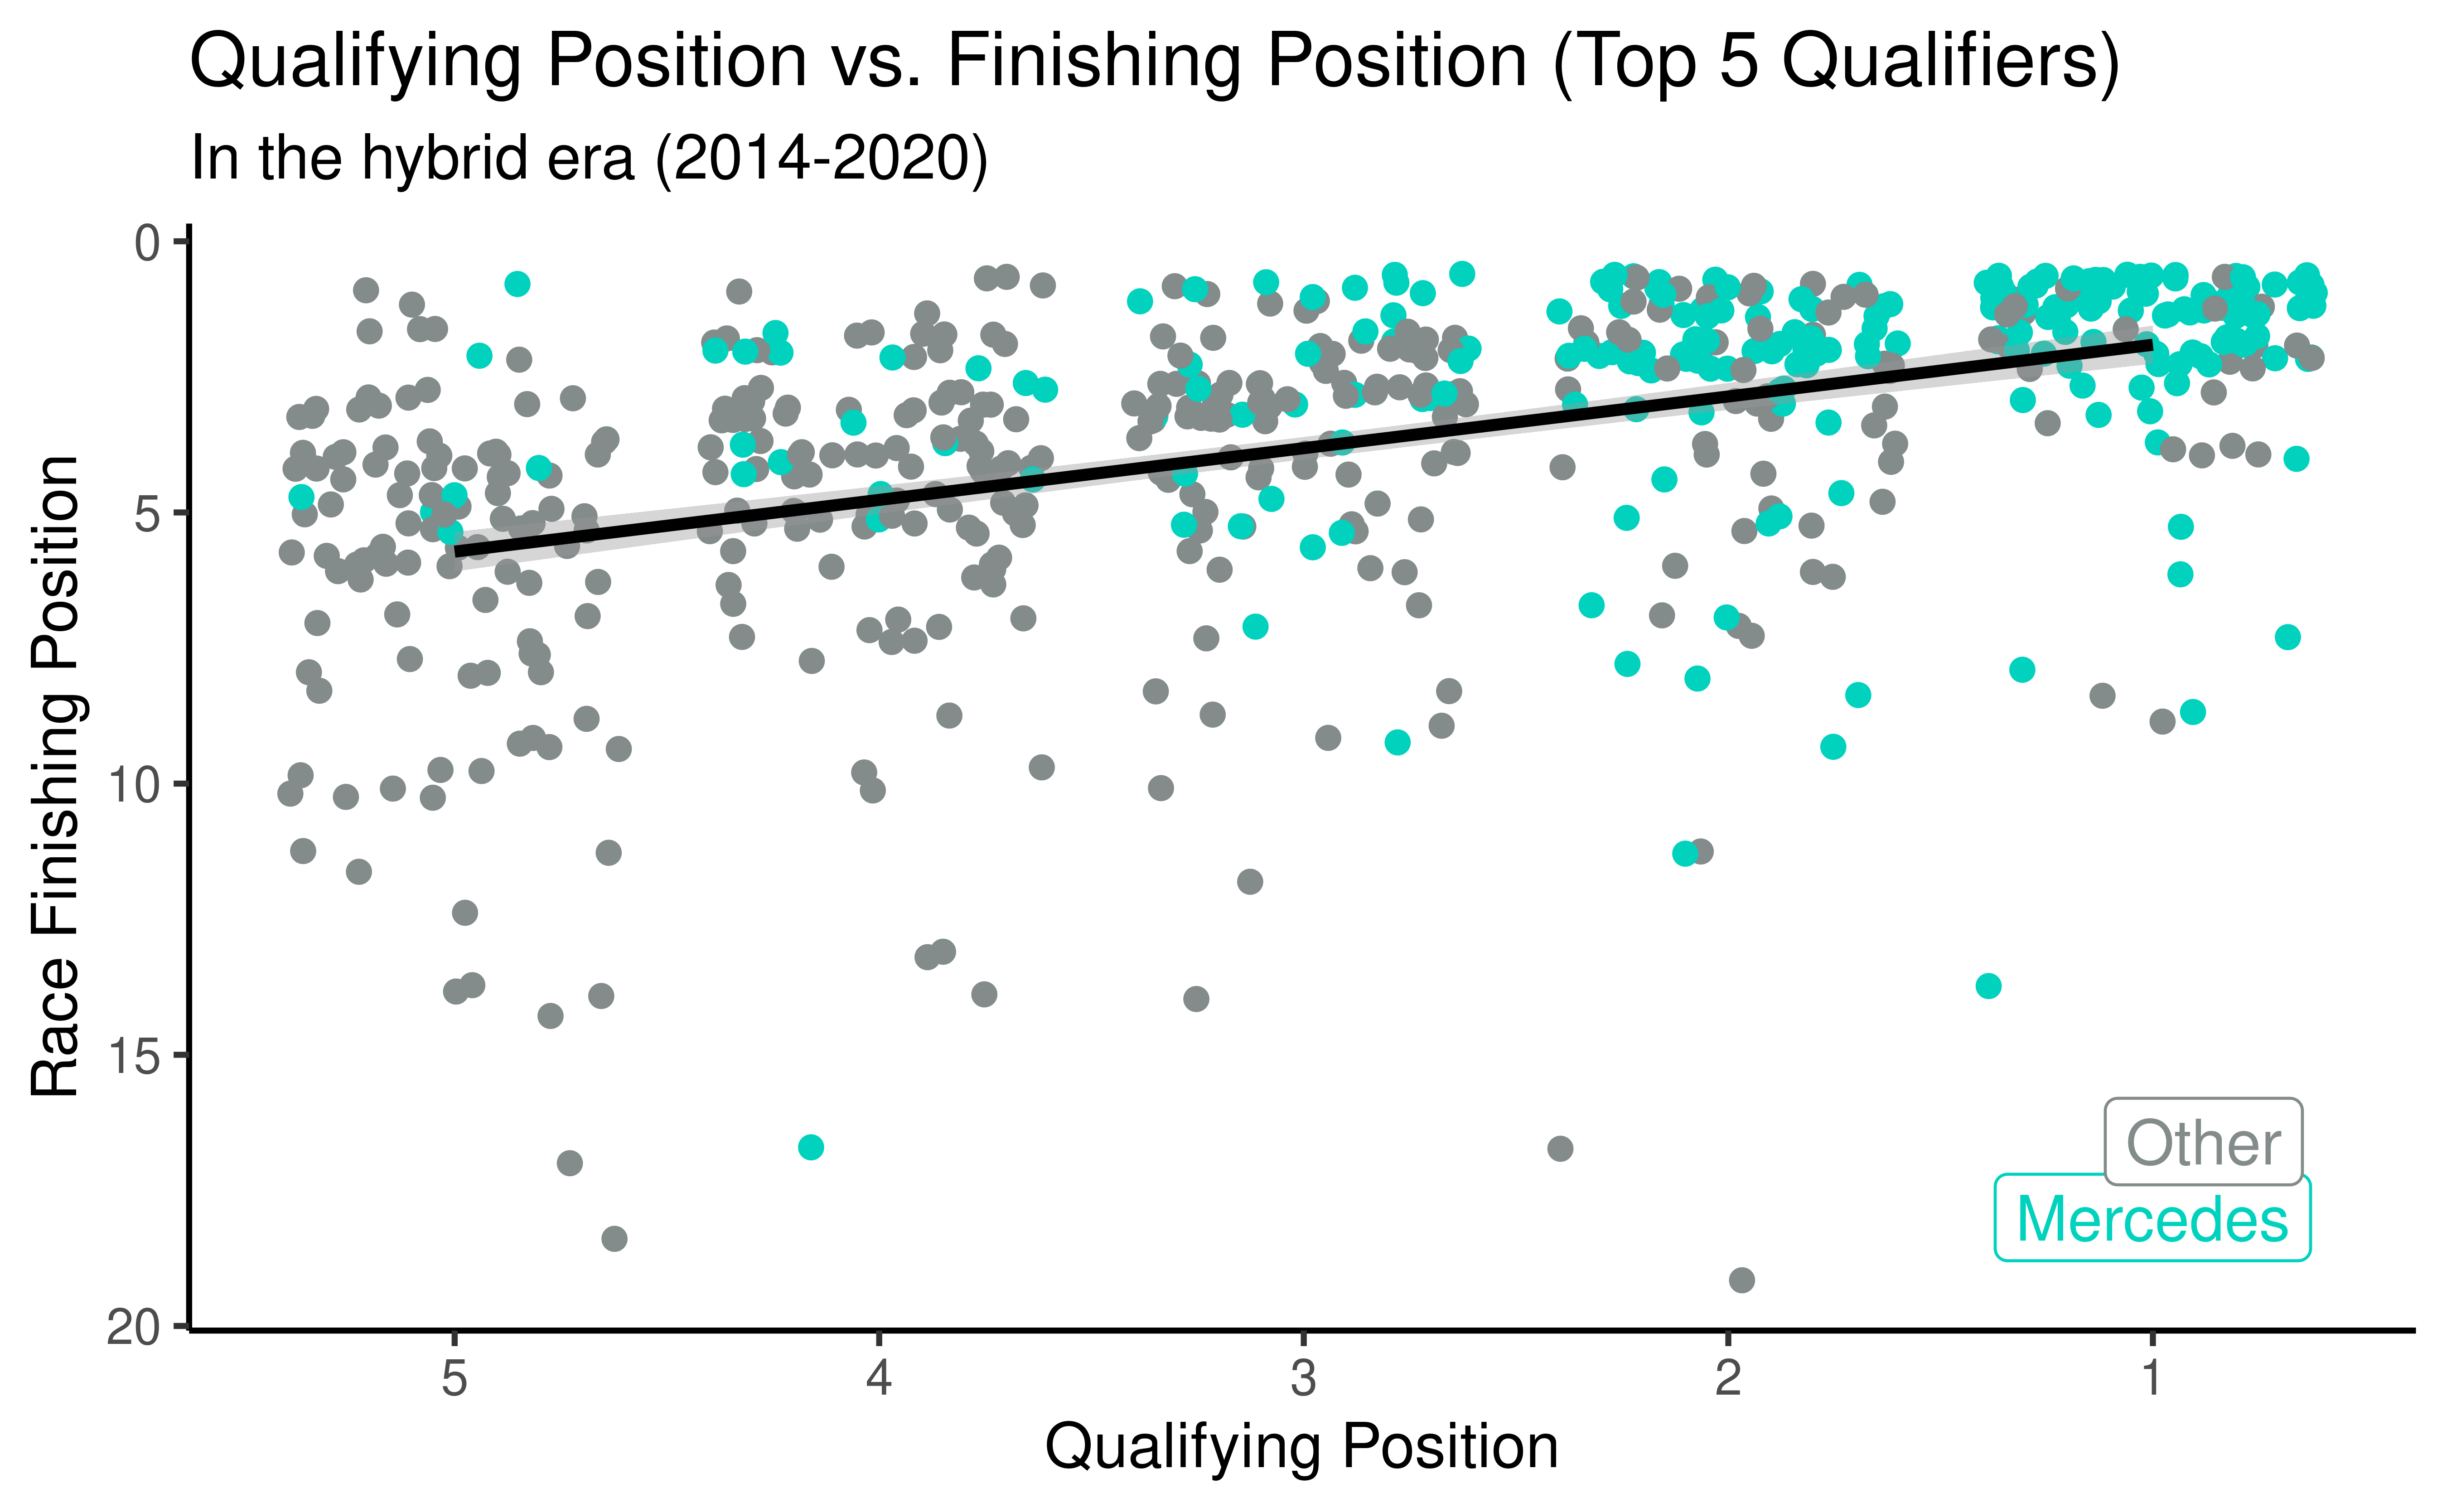 Qualifying Position vs. Finishing Position (Top 5 Qualifiers)
In the hybrid era (2014-2020)
Race Finishing Position
0
5
10
15
20
Other
Mercedes
5
4
3
2
1
Qualifying Position